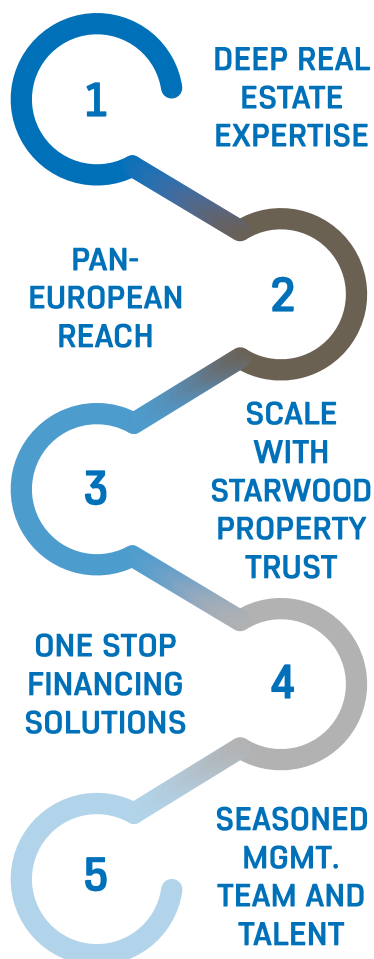 1
DEEP REAL
ESTATE
EXPERTISE
PAN-
EUROPEAN
REACH
2
3
SCALE
WITH
STARWOOD
PROPERTY
TRUST
ONE STOP
FINANCING
SOLUTIONS
4
5
SEASONED
MGMT.
TEAM AND
TALENT